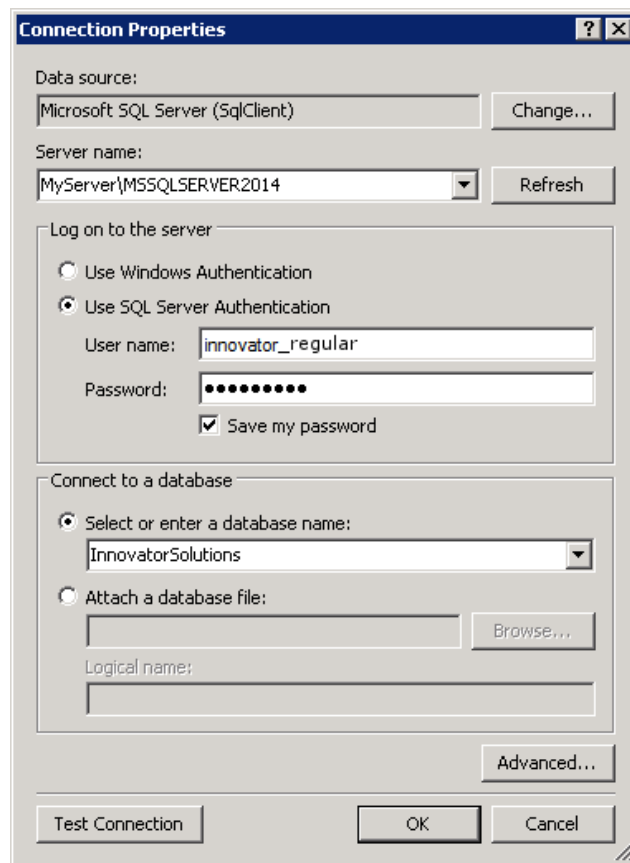 Connection Properties
Data source:
Microsoft SQL Server (SqlClient)
Change...
Server name:
MyServer\MSSQLSERVER2014
Refresh
Log on to the server
Use Windows Authentication
Use SQL Server Authentication
User name:
innovator_regular
Password:
●●●●●●●●●
Save my password
Connect to a database
Select or enter a database name:
InnovatorSolutions
Attach a database file:
Browse...
Logical name:
Advanced...
Test Connection
OK
Cancel